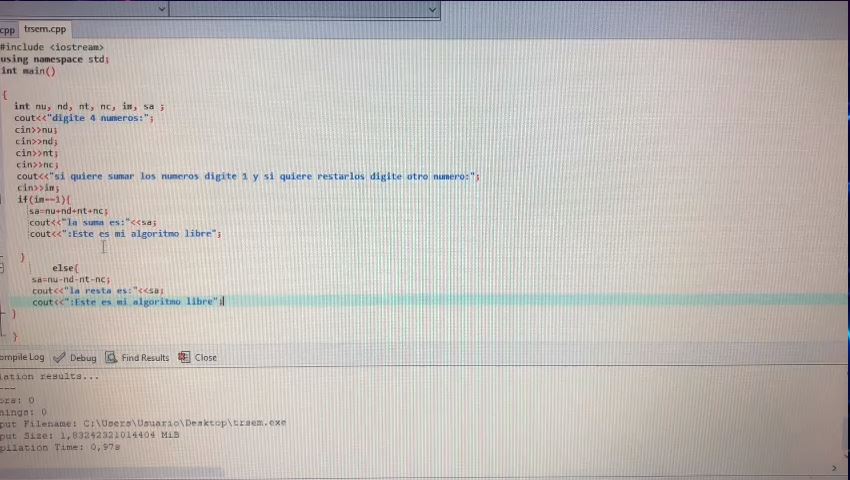 cpp trsem.cpp
#include <iostream>
using namespace std;
int main()
{
int nu, nd, nt, nc, im, sa ;
cout<<"digite 4 numeros:";
cin>>nu;
cin>>nd;
cin>>nt;
cin>>nc;
cout<<"si quiere sumar los numeros digite 1 y si quiere restarlos digite otro numero:";
cin>>im;
if(im==1){
sa=nu+nd+nt+nc;
cout<<"la suma es:"<<sa;
cout<<":Este es mi algoritmo libre";
}
else{
sa=nu-nd-nt-nc;
cout<<"la resta es:"<<sa;
cout<<":Este es mi algoritmo libre";
}
}
ompile Log Debug Find Results Close
lation results...
---
ors: 0
nings: 0
put Filename: C:\Users\Usuario\Desktop\trsem.exe
put Size: 1,83242321014404 MiB
pilation Time: 0,97s